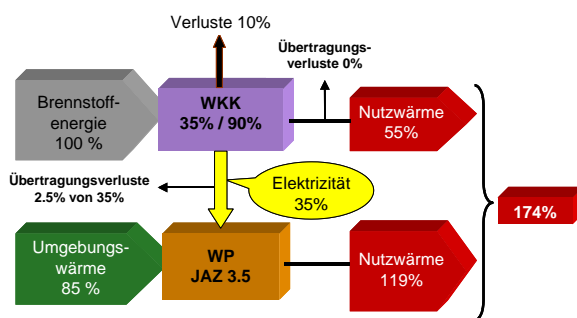 Verluste 10%
Übertragungs-
verluste 0%
Brennstoff-
energie
100 %
WKK
35% / 90%
Nutzwärme
55%
Übertragungsverluste
2.5% von 35%
Elektrizität
35%
174%
Umgebungs-
wärme
85 %
WP
JAZ 3.5
Nutzwärme
119%